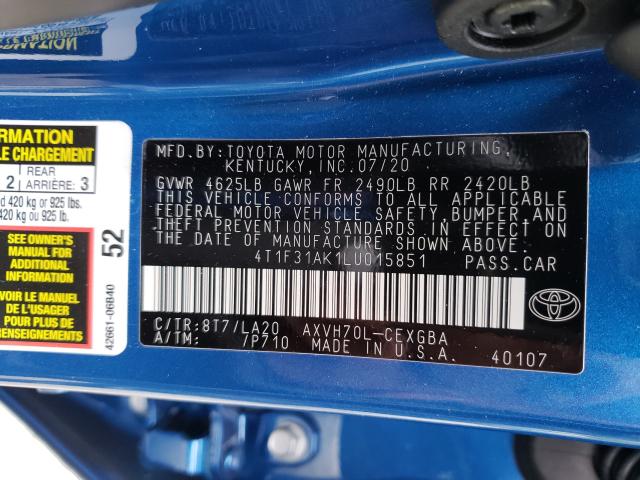 NOITAMRO
ORMATION
LE CHARGEMENT
2 REAR 3
ARRIÈRE:
d 420 kg or 925 lbs.
420 kg ou 925 lb.
SEE OWNER'S
MANUAL FOR
ADDITIONAL
INFORMATION
VOIR LE MANUEL
DE L'USAGER
POUR PLUS DE
RENSEIGNEMENTS
42661-06B40
52
MFD.BY:TOYOTA MOTOR MANUFACTURING,
KENTUCKY, INC.07/20
GVWR 4625LB GAWR FR 2490LB RR 2420LB
THIS VEHICLE CONFORMS TO ALL APPLICABLE
FEDERAL MOTOR VEHICLE SAFETY,BUMPER,AND
THEFT PREVENTION STANDARDS IN EFFECT ON
THE DATE OF MANUFACTURE SHOWN ABOVE.
4T1F31AK1LU015851 PASS.CAR
C/TR:8T7/LA20 AXVH70L-CEXGBA
A/TM: 7P710 MADE IN U.S.A. 40107
TOYOTA